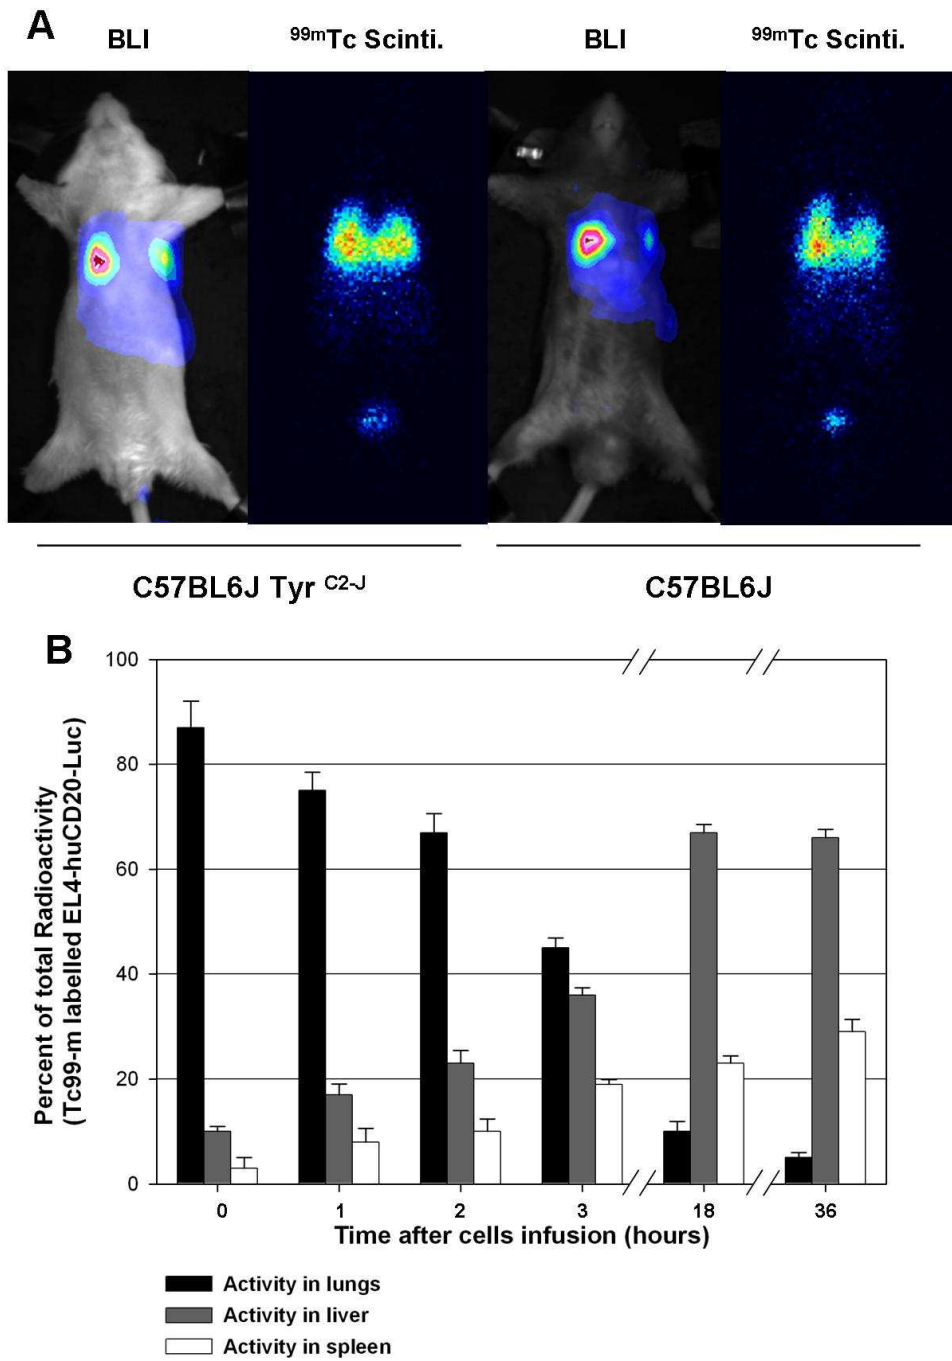 A
BLI 99mTc Scinti. BLI 99mTc Scinti.
C57BL6J Tyr C2-J C57BL6J
B
Percent of total Radioactivity
(Tc99-m labelled EL4-huCD20-Luc)
100
80
60
40
20
0
0 1 2 3 18 36
Time after cells infusion (hours)
Activity in lungs
Activity in liver
Activity in spleen